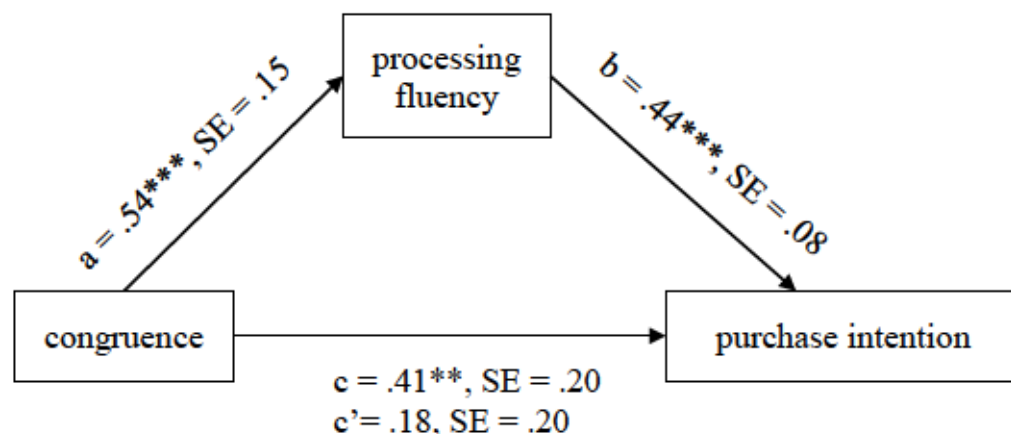 processing
fluency
a = .54***, SE = .15
b = .44***, SE = .08
congruence
purchase intention
c = .41**, SE = .20
c’= .18, SE = .20